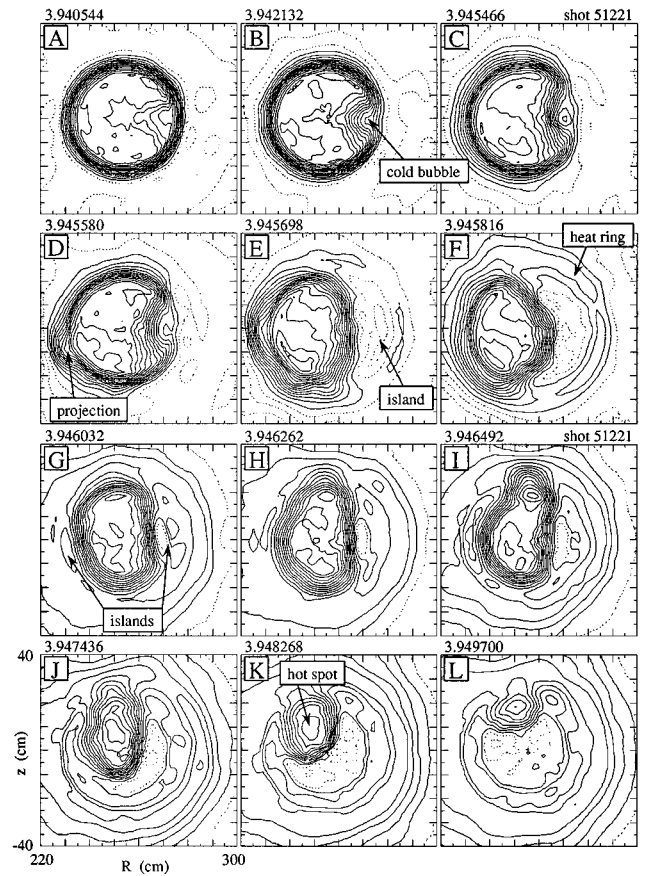 3.940544 3.942132 3.945466 shot 51221
A B C
cold bubble
3.945580 3.945698 3.945816
D E F
heat ring
projection
island
3.946032 3.946262 3.946492 shot 51221
G H I
islands
3.947436 3.948268 3.949700
40 J K L
hot spot
z (cm)
-40
220 R (cm) 300